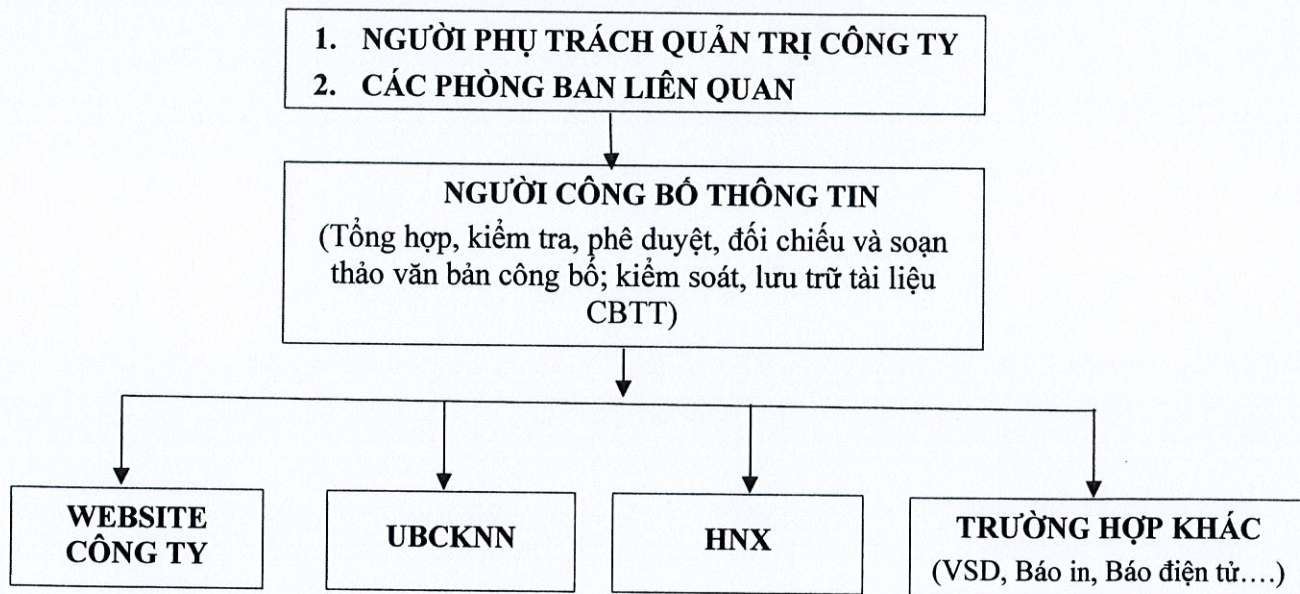 1. NGƯỜI PHỤ TRÁCH QUẢN TRỊ CÔNG TY
2. CÁC PHÒNG BAN LIÊN QUAN
NGƯỜI CÔNG BỐ THÔNG TIN
(Tổng hợp, kiểm tra, phê duyệt, đối chiếu và soạn
thảo văn bản công bố; kiểm soát, lưu trữ tài liệu
CBTT)
WEBSITE
CÔNG TY
UBCKNN
HNX
TRƯỜNG HỢP KHÁC
(VSD, Báo in, Báo điện tử….)